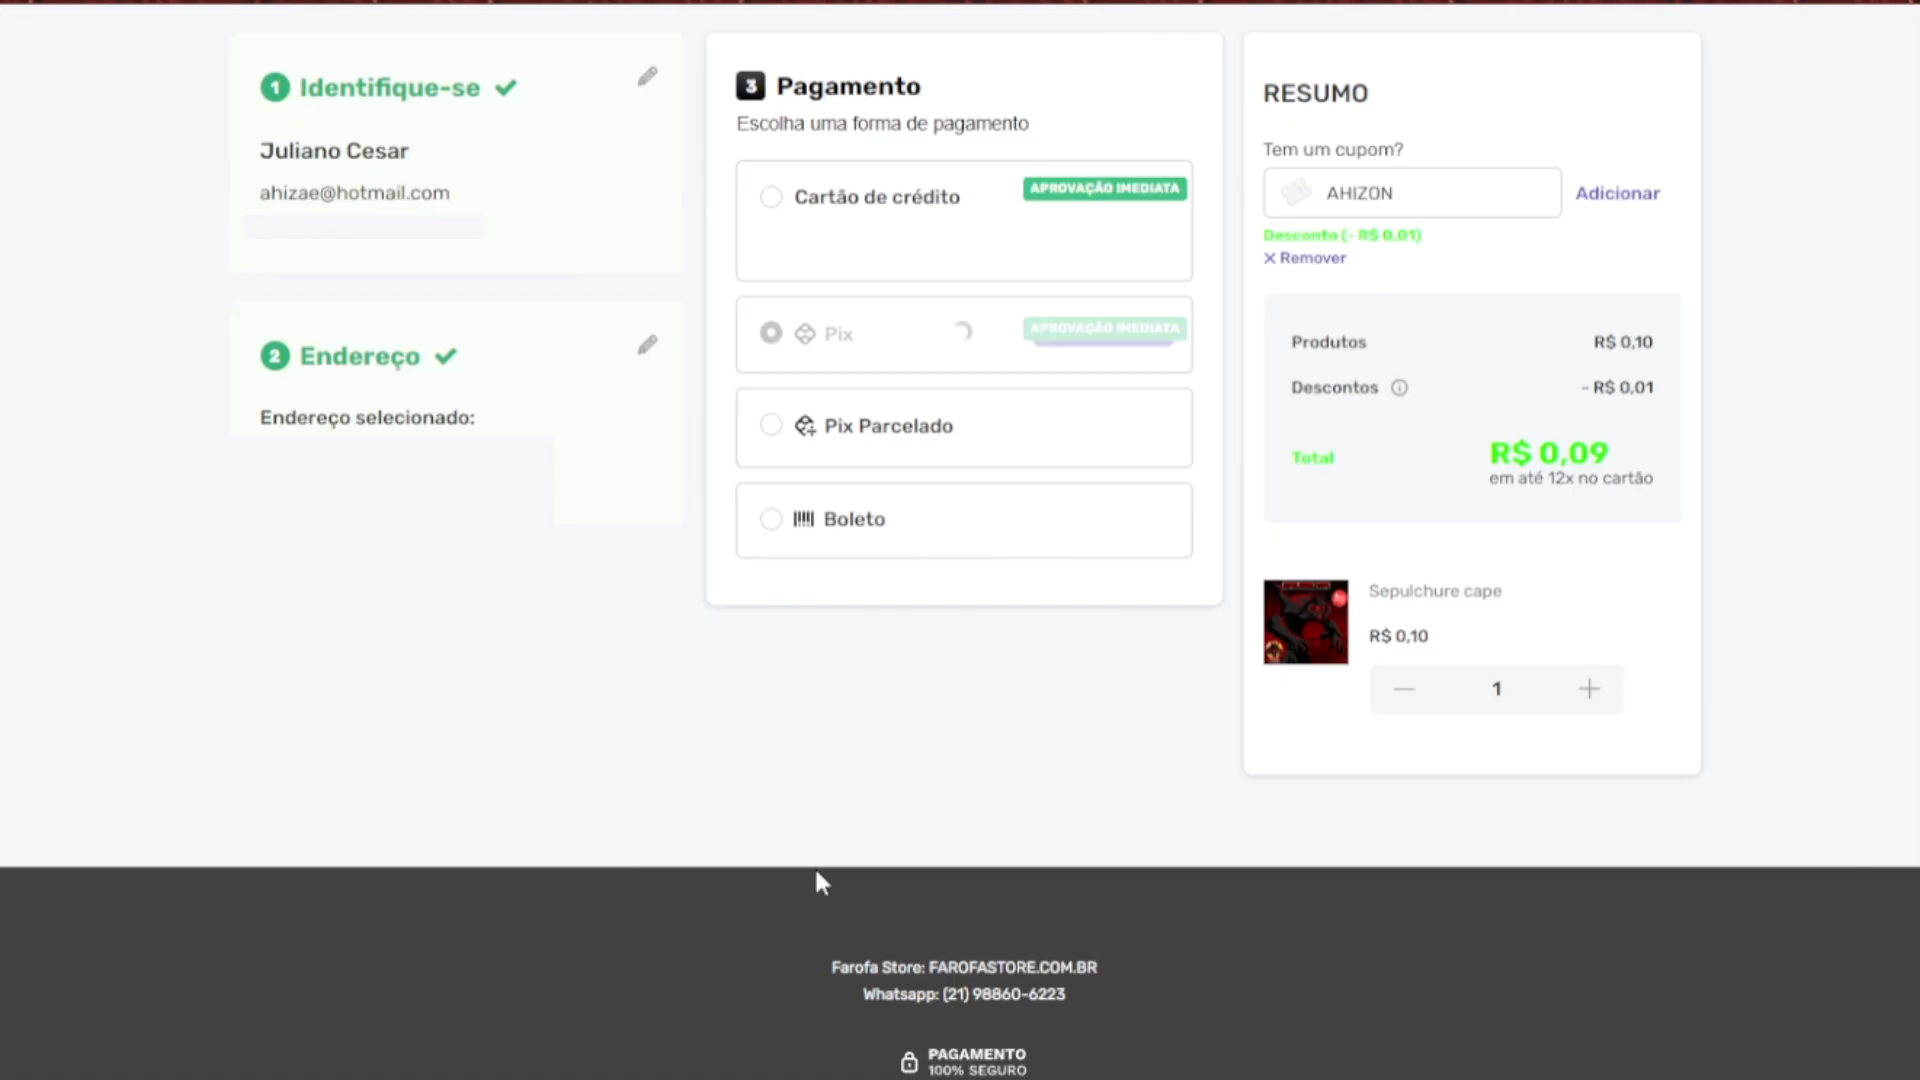 1 Identifique-se
Juliano Cesar
ahizae@hotmail.com
2 Endereço
Endereço selecionado:
3 Pagamento
Escolha uma forma de pagamento
Cartão de crédito
APROVAÇÃO IMEDIATA
Pix
APROVAÇÃO IMEDIATA
Pix Parcelado
Boleto
RESUMO
Tem um cupom?
AHIZON
Adicionar
Desconto (- R$ 0,01)
Remover
Produtos R$ 0,10
Descontos - R$ 0,01
Total R$ 0,09
em até 12x no cartão
Sepulchure cape
R$ 0,10
1
Farofa Store: FAROFASTORE.COM.BR
Whatsapp: (21) 98860-6223
PAGAMENTO
100% SEGURO